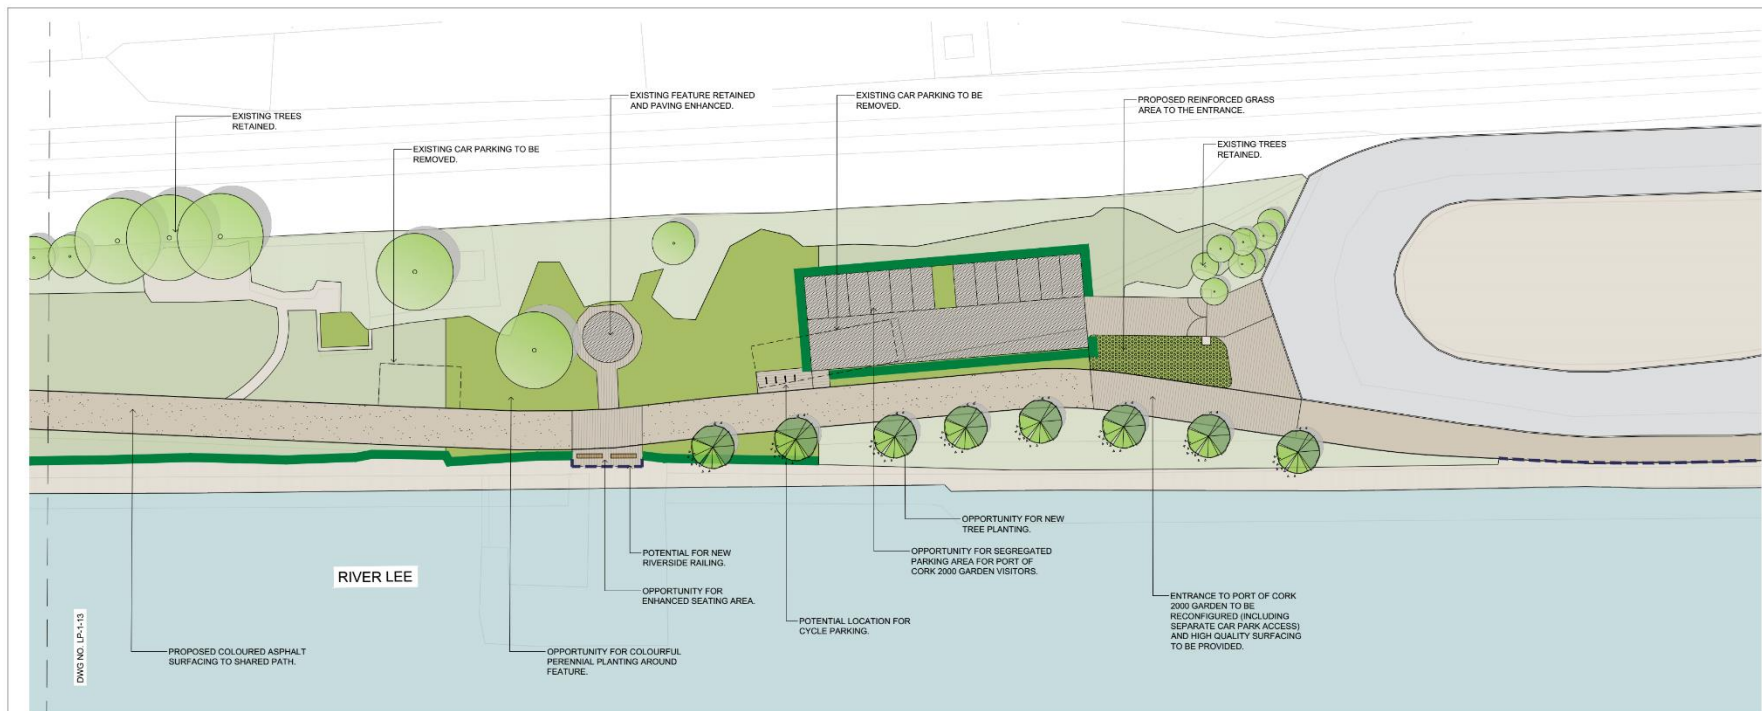 EXISTING FEATURE RETAINED
AND PAVING ENHANCED.
EXISTING CAR PARKING TO BE
REMOVED.
PROPOSED REINFORCED GRASS
AREA TO THE ENTRANCE.
EXISTING TREES
RETAINED.
EXISTING CAR PARKING TO BE
REMOVED.
EXISTING TREES
RETAINED.
OPPORTUNITY FOR NEW
TREE PLANTING.
POTENTIAL FOR NEW
RIVERSIDE RAILING.
OPPORTUNITY FOR SEGREGATED
PARKING AREA FOR PORT OF
CORK 2000 GARDEN VISITORS.
RIVER LEE
OPPORTUNITY FOR
ENHANCED SEATING AREA.
ENTRANCE TO PORT OF CORK
2000 GARDEN TO BE
RECONFIGURED (INCLUDING
SEPARATE CAR PARK ACCESS)
AND HIGH QUALITY SURFACING
TO BE PROVIDED.
POTENTIAL LOCATION FOR
CYCLE PARKING.
DWG NO. LP-1-13
PROPOSED COLOURED ASPHALT
SURFACING TO SHARED PATH.
OPPORTUNITY FOR COLOURFUL
PERENNIAL PLANTING AROUND
FEATURE.